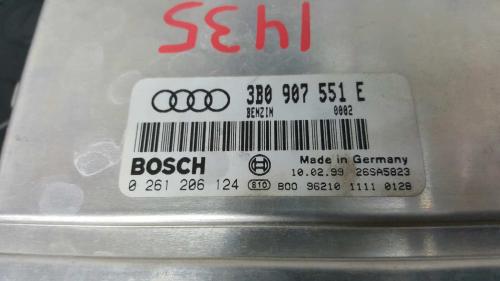 1435
3B0 907 551 E
BENZIN 0002
BOSCH
Made in Germany
10.02.99 26SA5823
0 261 206 124 810 B00 96210 1111 0128